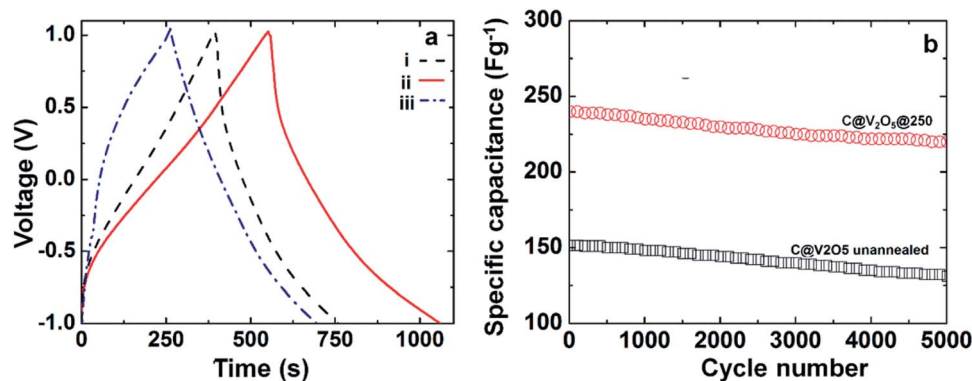 a
i
ii
iii
1.0
0.5
0.0
-0.5
-1.0
Voltage (V)
0
250
500
750
1000
Time (s)
b
300
250
200
150
100
Specific capacitance (Fg⁻¹)
C@V₂O₅@250
C@V2O5 unannealed
0
1000
2000
3000
4000
5000
Cycle number